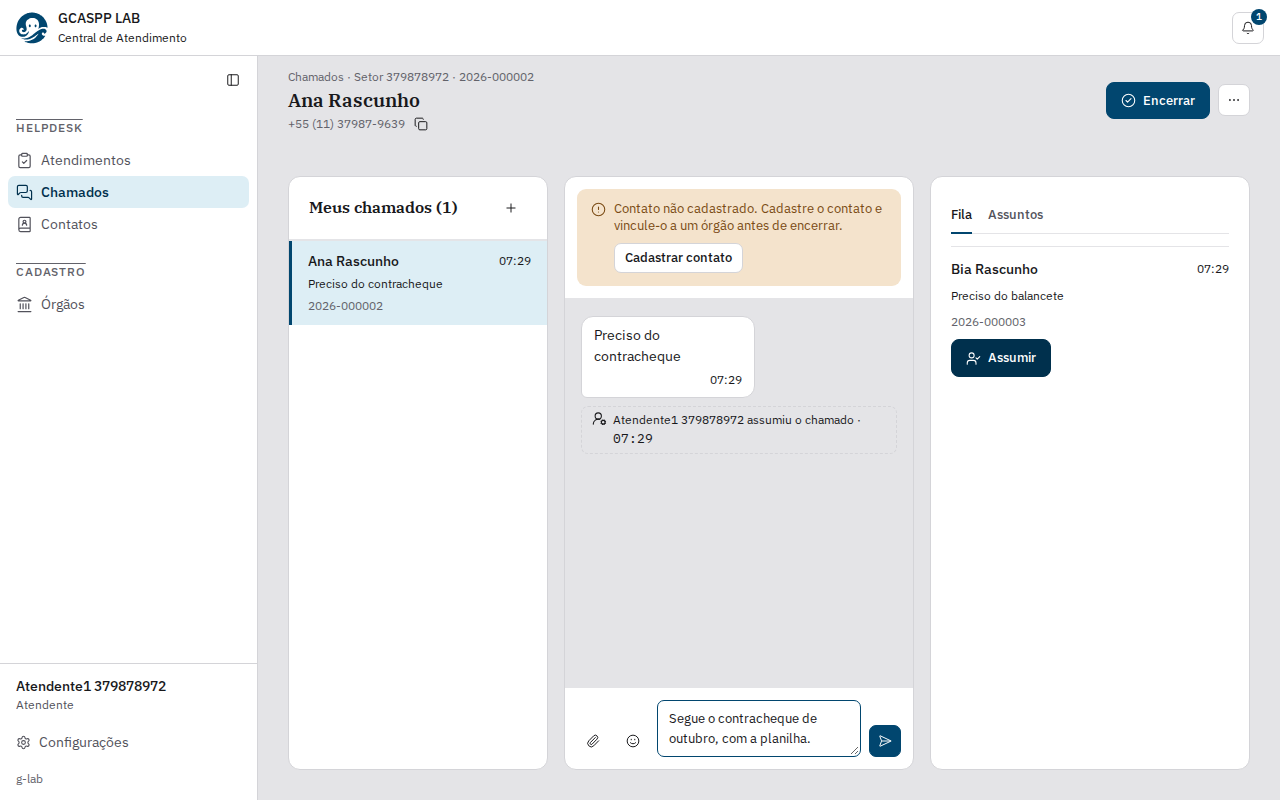 GCASPP LAB
Central de Atendimento
1
HELPDESK
Atendimentos
Chamados
Contatos
CADASTRO
Órgãos
Atendente1 379878972
Atendente
Configurações
g-lab
Chamados · Setor 379878972 · 2026-000002
Ana Rascunho
+55 (11) 37987-9639
Encerrar
Meus chamados (1)
Ana Rascunho 07:29
Preciso do contracheque
2026-000002
Contato não cadastrado. Cadastre o contato e
vincule-o a um órgão antes de encerrar.
Cadastrar contato
Preciso do
contracheque
07:29
Atendente1 379878972 assumiu o chamado ·
07:29
Segue o contracheque de
outubro, com a planilha.
Fila Assuntos
Bia Rascunho 07:29
Preciso do balancete
2026-000003
Assumir